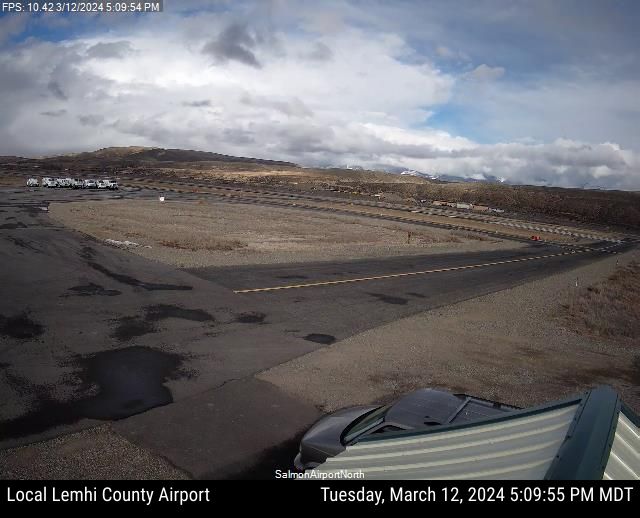 FPS: 10.42 3/12/2024 5:09:54 PM
SalmonAirportNorth
Local Lemhi County Airport
Tuesday, March 12, 2024 5:09:55 PM MDT